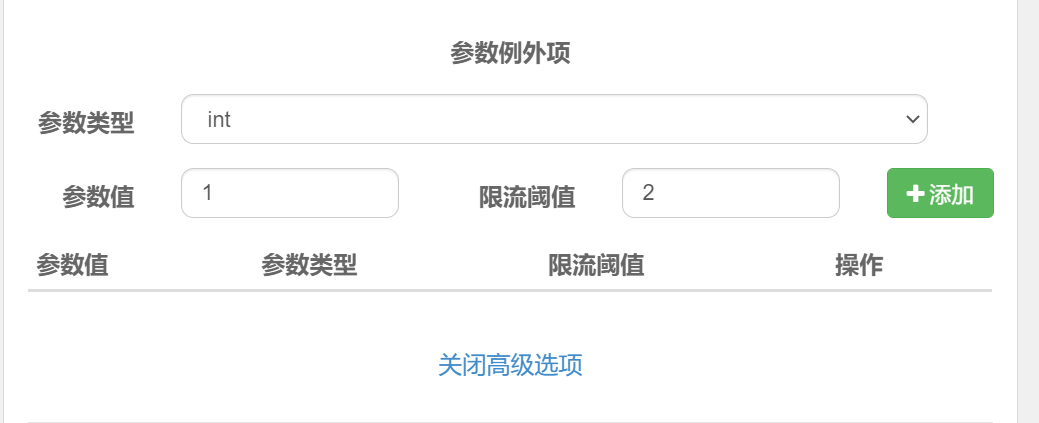 参数例外项
参数类型 int
参数值 1 限流阈值 2 添加
参数值 参数类型 限流阈值 操作
关闭高级选项